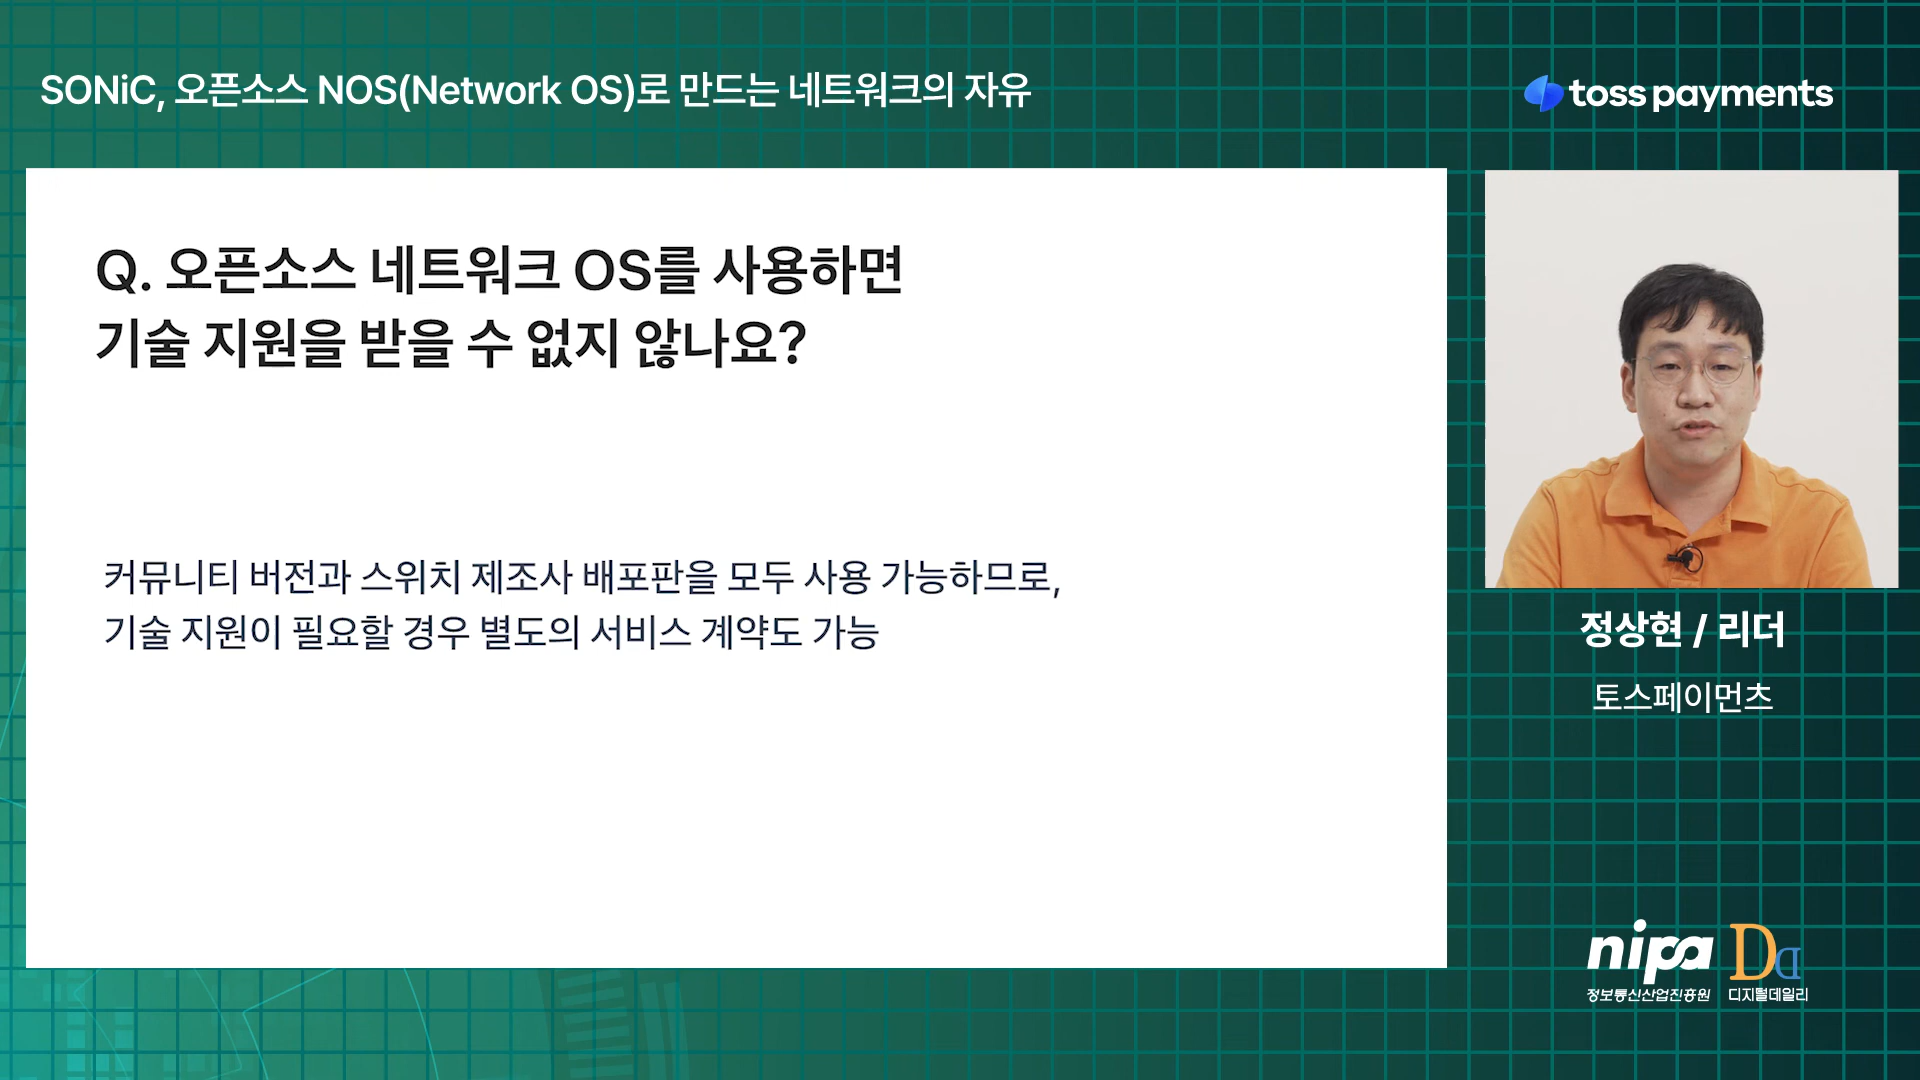 SONiC, 오픈소스 NOS(Network OS)로 만드는 네트워크의 자유
toss payments
Q. 오픈소스 네트워크 OS를 사용하면
기술 지원을 받을 수 없지 않나요?
커뮤니티 버전과 스위치 제조사 배포판을 모두 사용 가능하므로,
기술 지원이 필요할 경우 별도의 서비스 계약도 가능
정상현 / 리더
토스페이먼츠
nipa
정보통신산업진흥원
Dd
디지털데일리